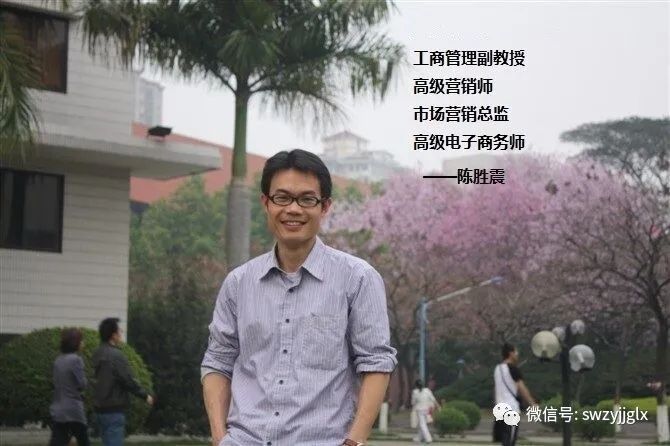 工商管理副教授
高级营销师
市场营销总监
高级电子商务师
——陈胜震
微信号: swzyjjglx